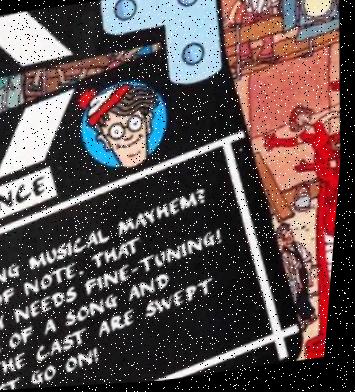 NCE
NG MUSICAL MAYHEM?
OF NOTE. THAT
Y NEEDS FINE-TUNING!
OF A SONG AND
HE CAST ARE SWEPT
T GO ON!